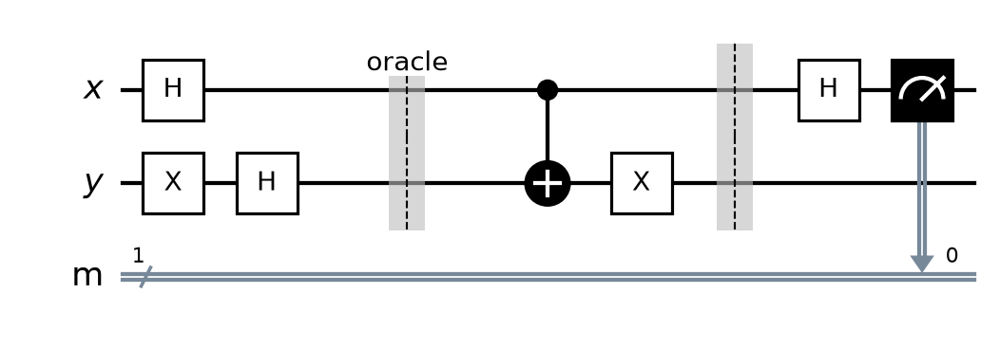 oracle
x H H
y X H X
m 1 0